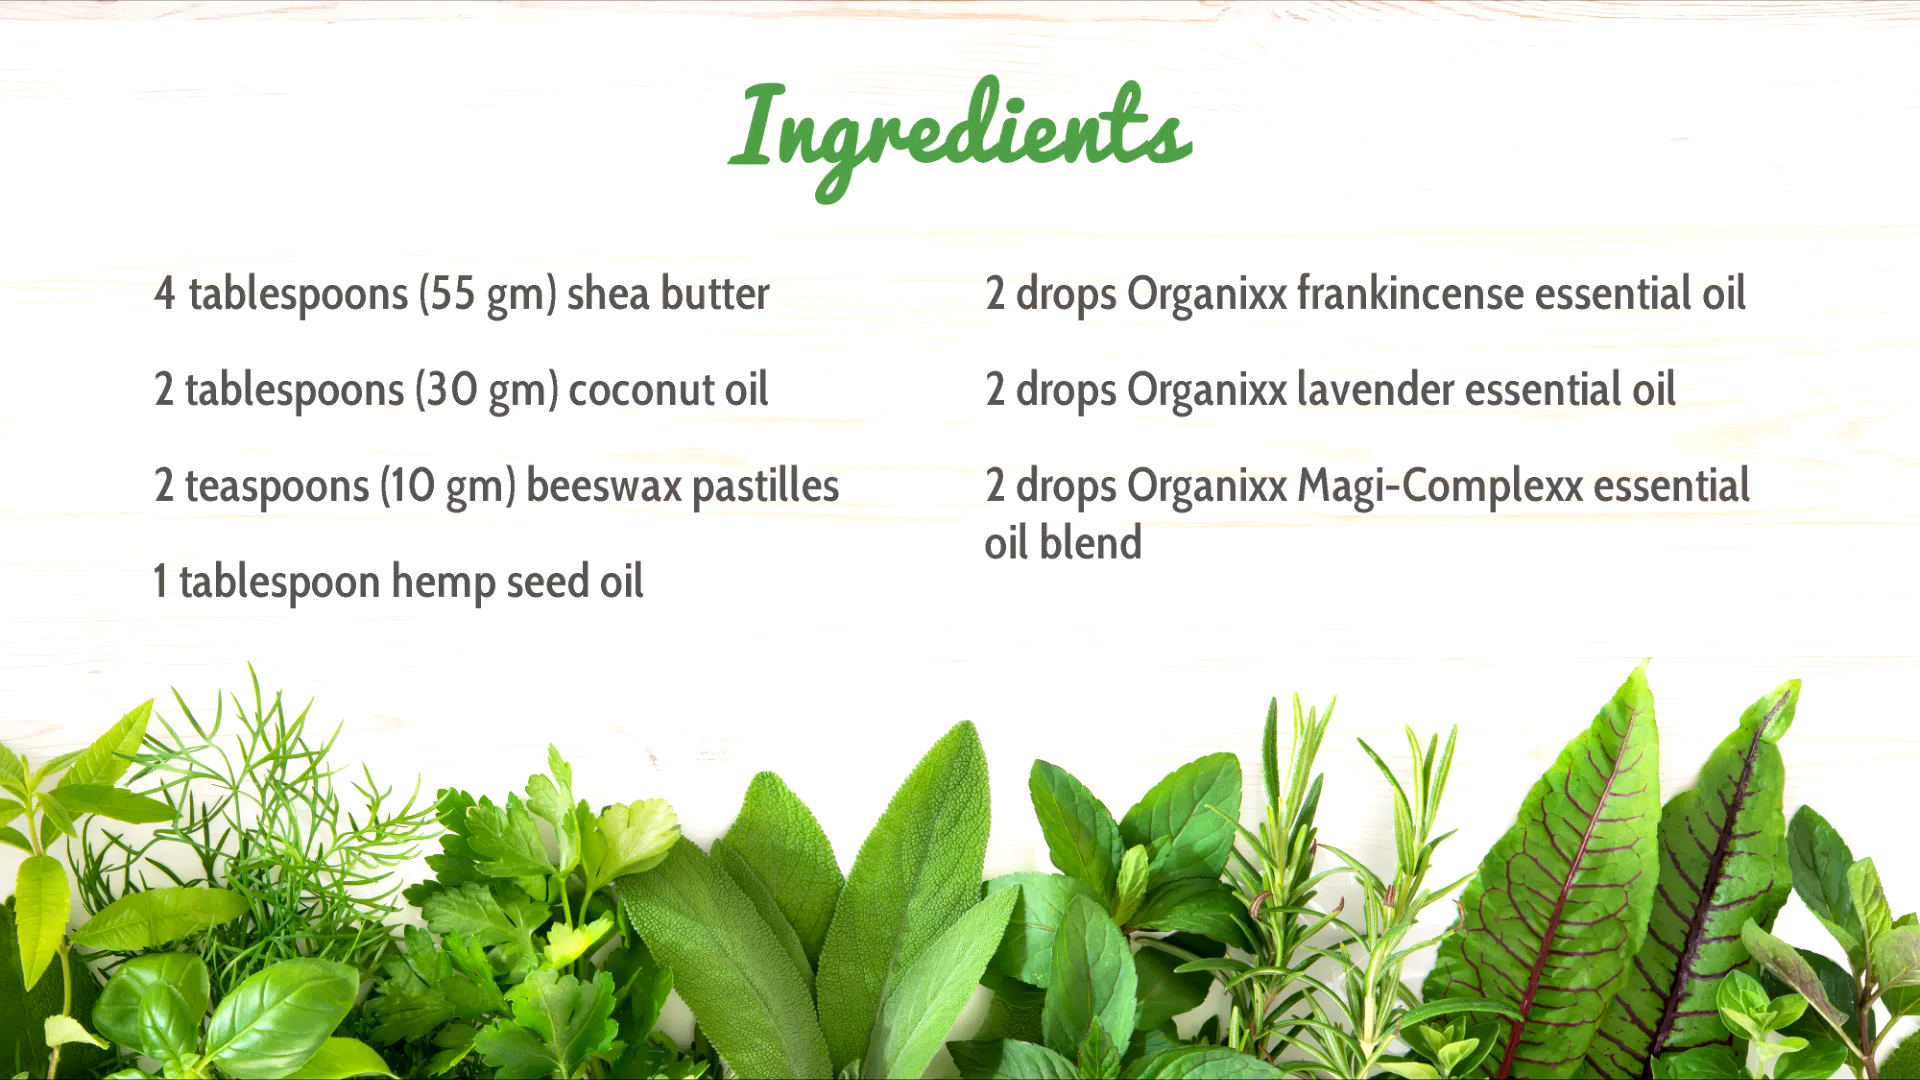 Ingredients
4 tablespoons (55 gm) shea butter
2 tablespoons (30 gm) coconut oil
2 teaspoons (10 gm) beeswax pastilles
1 tablespoon hemp seed oil
2 drops Organixx frankincense essential oil
2 drops Organixx lavender essential oil
2 drops Organixx Magi-Complexx essential
oil blend